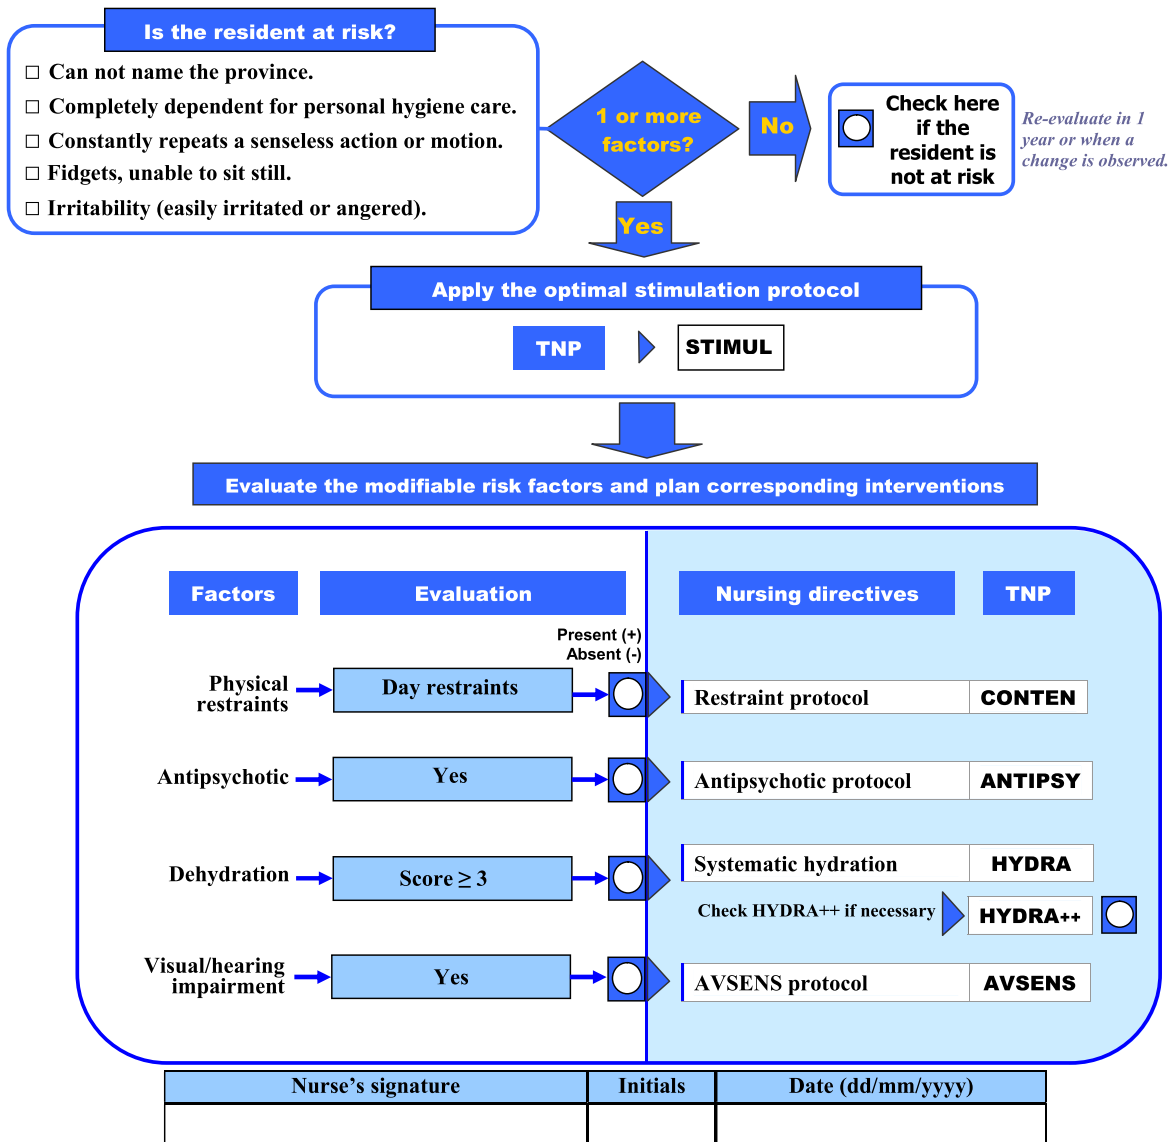 Is the resident at risk?
□ Can not name the province.
□ Completely dependent for personal hygiene care.
□ Constantly repeats a senseless action or motion.
□ Fidgets, unable to sit still.
□ Irritability (easily irritated or angered).
1 or more
factors?
No
Check here
if the
resident is
not at risk
Re-evaluate in 1
year or when a
change is observed.
Yes
Apply the optimal stimulation protocol
TNP
STIMUL
Evaluate the modifiable risk factors and plan corresponding interventions
Factors
Evaluation
Nursing directives
TNP
Present (+)
Absent (-)
Physical
restraints
Day restraints
Restraint protocol
CONTEN
Antipsychotic
Yes
Antipsychotic protocol
ANTIPSY
Dehydration
Score ≥ 3
Systematic hydration
HYDRA
Check HYDRA++ if necessary
HYDRA++
Visual/hearing
impairment
Yes
AVSENS protocol
AVSENS
Nurse's signature
Initials
Date (dd/mm/yyyy)